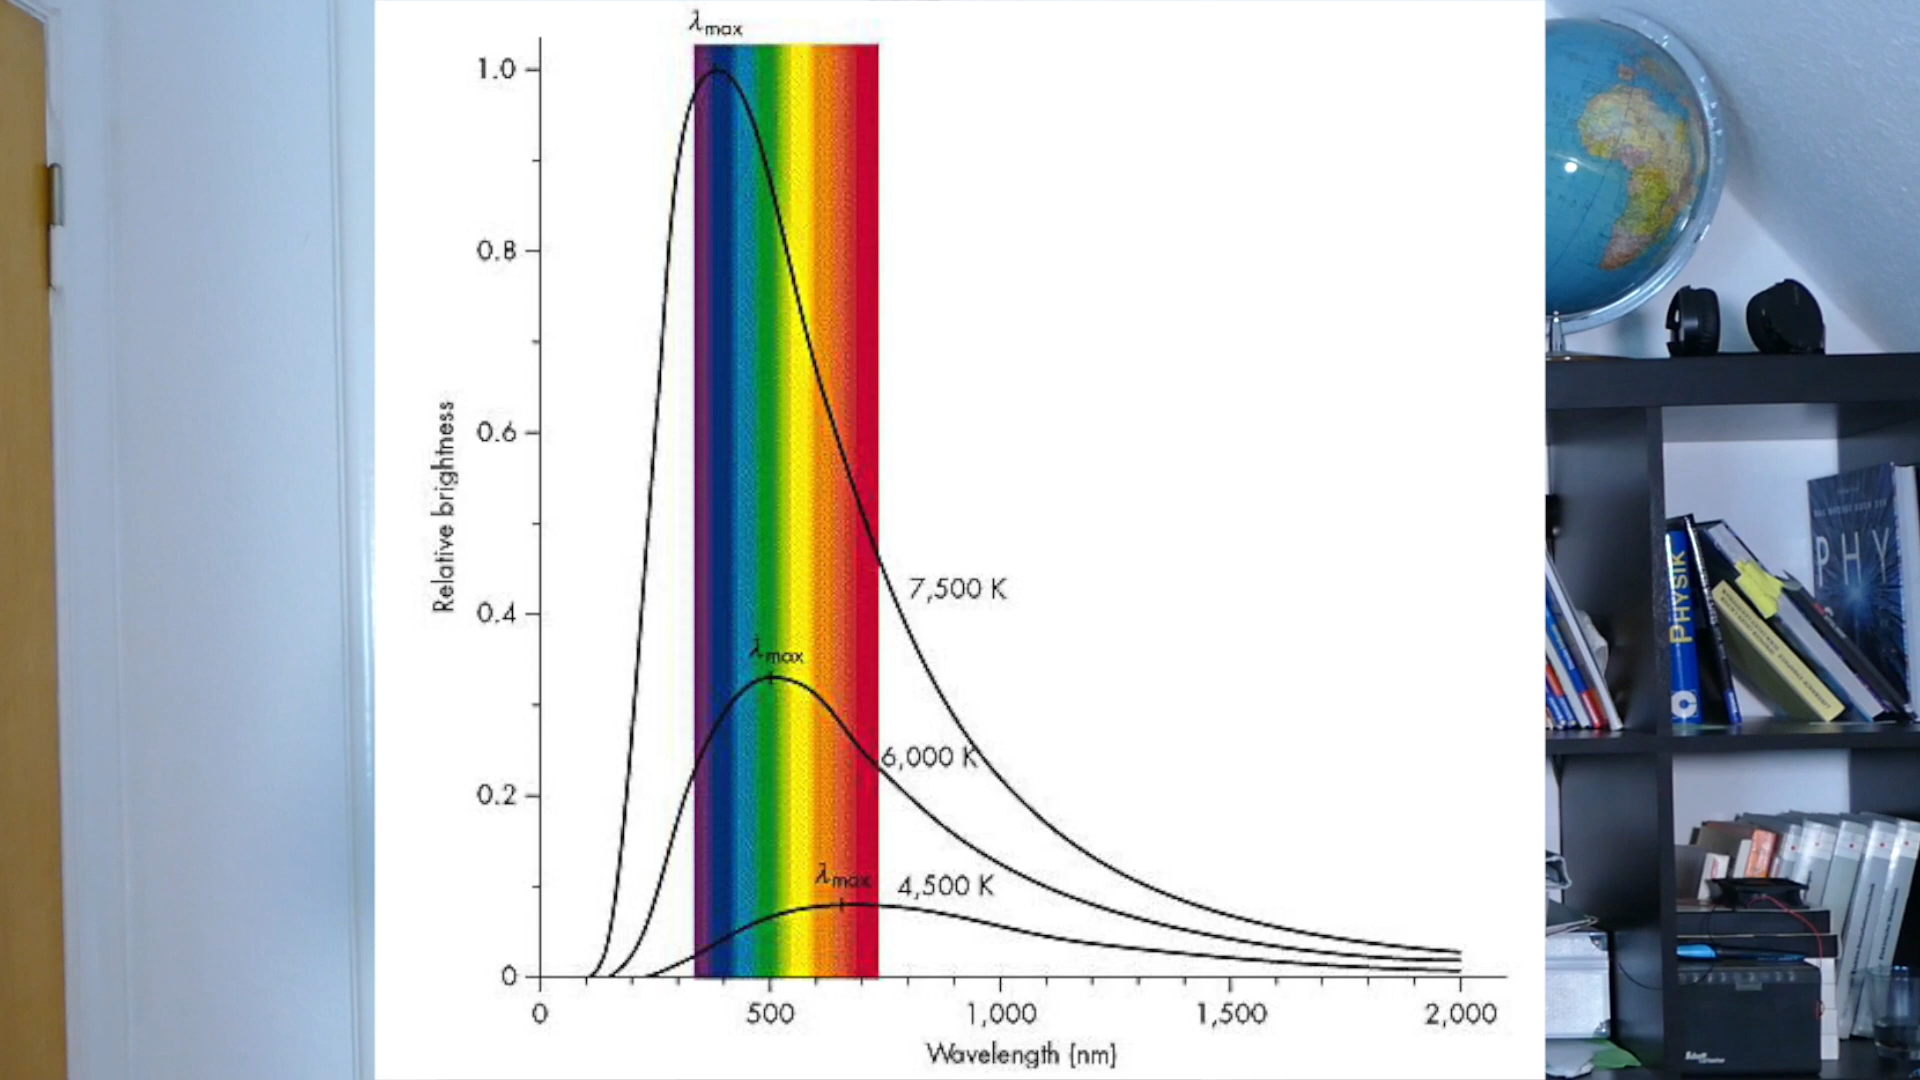 λmax
1.0
0.8
0.6
0.4
0.2
0
Relative brightness
7,500 K
λmax
6,000 K
λmax
4,500 K
0
500
1,000
1,500
2,000
Wavelength (nm)
PHYSIK
PHY